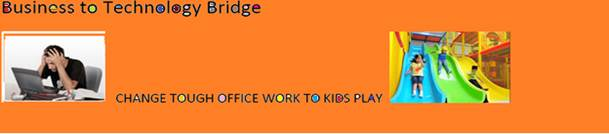 Business to Technology Bridge
CHANGE TOUGH OFFICE WORK TO KIDS PLAY